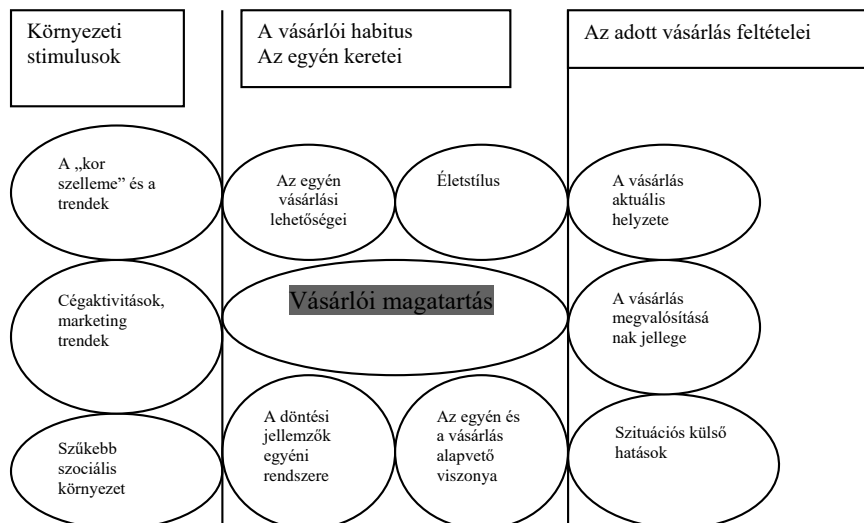 Környezeti
stimulusok
A vásárlói habitus
Az egyén keretei
Az adott vásárlás feltételei
A „kor
szelleme” és a
trendek
Az egyén
vásárlási
lehetőségei
Életstílus
A vásárlás
aktuális
helyzete
Cégaktivitások,
marketing
trendek
Vásárlói magatartás
A vásárlás
megvalósításá
nak jellege
Szűkebb
szociális
környezet
A döntési
jellemzők
egyéni
rendszere
Az egyén és
a vásárlás
alapvető
viszonya
Szituációs külső
hatások